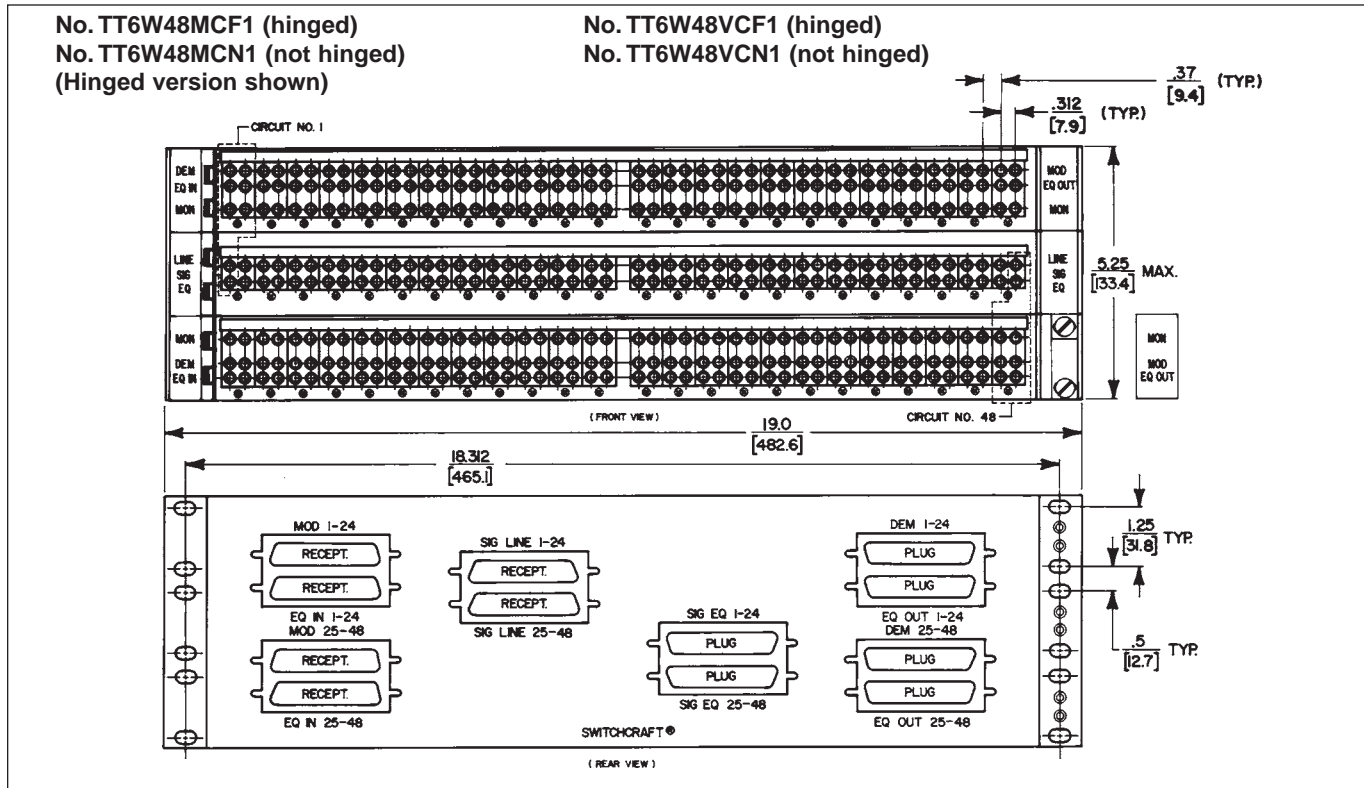 No. TT6W48MCF1 (hinged)
No. TT6W48MCN1 (not hinged)
(Hinged version shown)
No. TT6W48VCF1 (hinged)
No. TT6W48VCN1 (not hinged)
.37 (TYP.)
[9.4]
.312 (TYP.)
[7.9]
CIRCUIT NO. 1
DEM
EQ IN
MON
MOD
EQ OUT
MON
LINE
SIG
EQ
LINE
SIG
EQ
5.25 MAX.
[133.4]
MON
DEM
EQ IN
MON
MOD
EQ OUT
(FRONT VIEW)
CIRCUIT NO. 48
19.0
[482.6]
18.312
[465.1]
MOD 1-24
RECEPT.
RECEPT.
EQ IN 1-24
MOD 25-48
RECEPT.
RECEPT.
EQ IN 25-48
SIG LINE 1-24
RECEPT.
RECEPT.
SIG LINE 25-48
SIG EQ 1-24
PLUG
PLUG
SIG EQ 25-48
DEM 1-24
PLUG
PLUG
EQ OUT 1-24
DEM 25-48
PLUG
PLUG
EQ OUT 25-48
1.25 TYP.
[31.8]
.5 TYP.
[12.7]
SWITCHCRAFT®
(REAR VIEW)